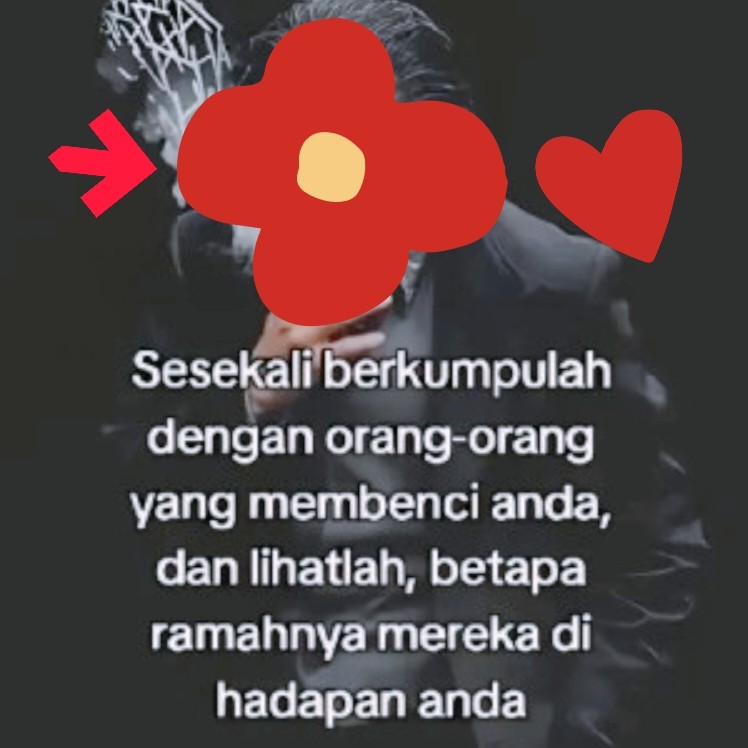 Sesekali berkumpulah
dengan orang-orang
yang membenci anda,
dan lihatlah, betapa
ramahnya mereka di
hadapan anda